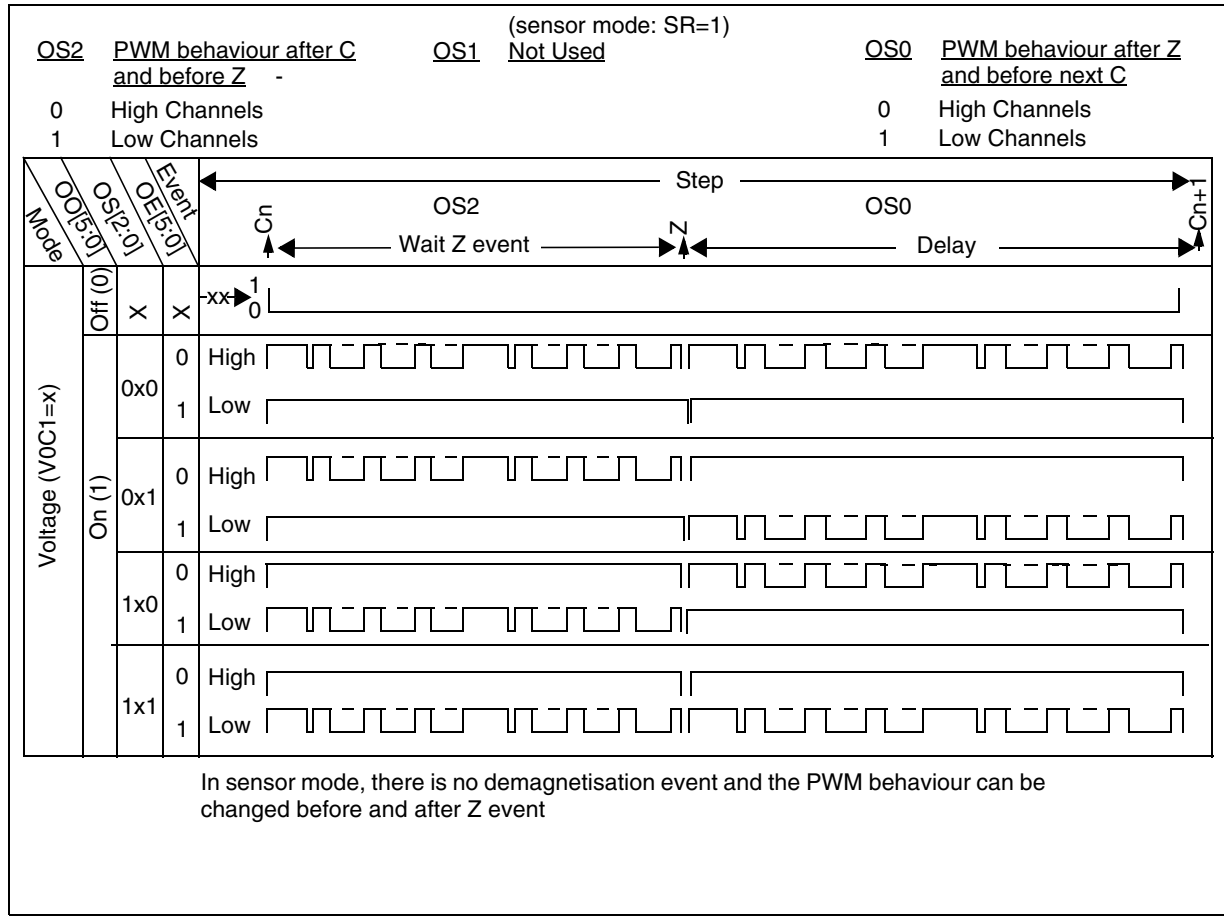 (sensor mode: SR=1)
OS2 PWM behaviour after C and before Z -
0 High Channels
1 Low Channels
OS1 Not Used
OS0 PWM behaviour after Z and before next C
0 High Channels
1 Low Channels
Mode
OO[5:0]
OS[2:0]
OE[5:0]
Event
Step
Cn
OS2
Wait Z event
Z
OS0
Delay
Cn+1
Voltage (V0C1=x)
Off (0)
X
X
xx
1
0
On (1)
0x0
0 High
1 Low
0x1
0 High
1 Low
1x0
0 High
1 Low
1x1
0 High
1 Low
In sensor mode, there is no demagnetisation event and the PWM behaviour can be
changed before and after Z event